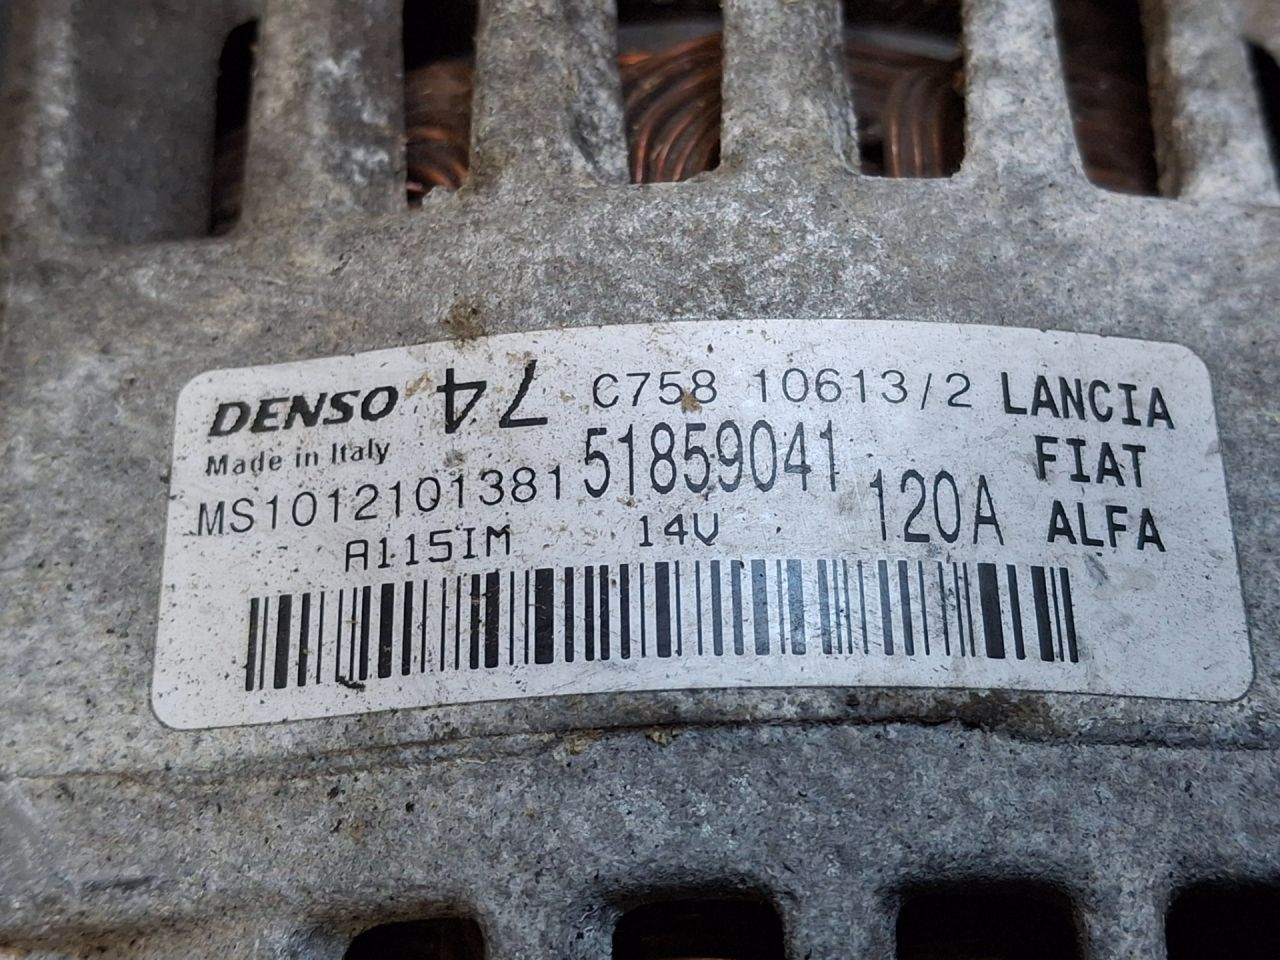 DENSO 74 C758 10613/2 LANCIA
Made in Italy 51859041 FIAT
MS1012101381 120A ALFA
A115IM 14V